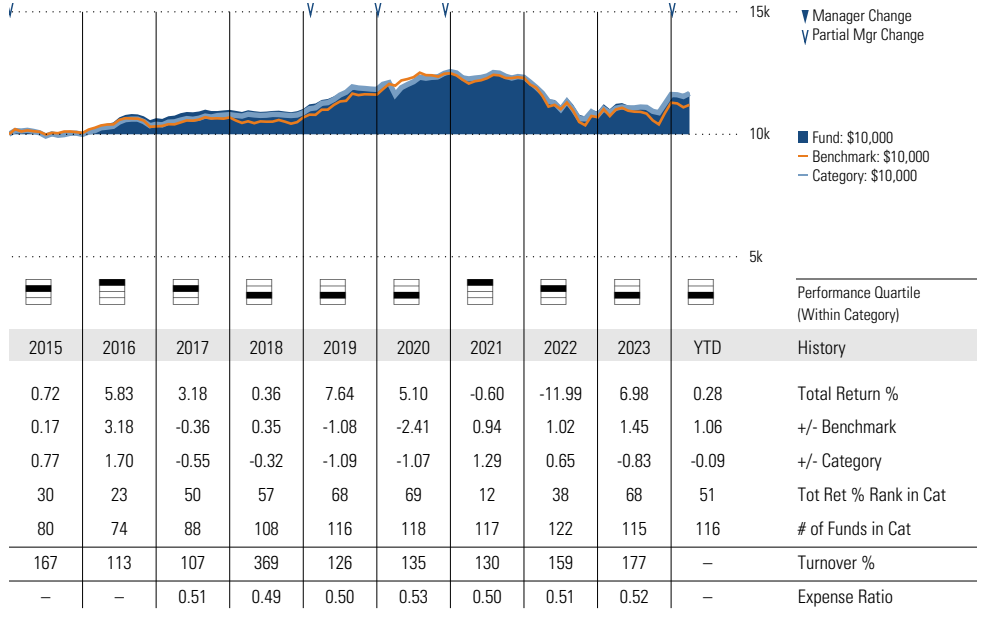 15k
▼ Manager Change
Partial Mgr Change
10k
Fund: $10,000
Benchmark: $10,000
Category: $10,000
5k
Performance Quartile
(Within Category)
2015 2016 2017 2018 2019 2020 2021 2022 2023 YTD History
0.72 5.83 3.18 0.36 7.64 5.10 -0.60 -11.99 6.98 0.28 Total Return %
0.17 3.18 -0.36 0.35 -1.08 -2.41 0.94 1.02 1.45 1.06 +/- Benchmark
0.77 1.70 -0.55 -0.32 -1.09 -1.07 1.29 0.65 -0.83 -0.09 +/- Category
30 23 50 57 68 69 12 38 68 51 Tot Ret % Rank in Cat
80 74 88 108 116 118 117 122 115 116 # of Funds in Cat
167 113 107 369 126 135 130 159 177 – Turnover %
– – 0.51 0.49 0.50 0.53 0.50 0.51 0.52 – Expense Ratio